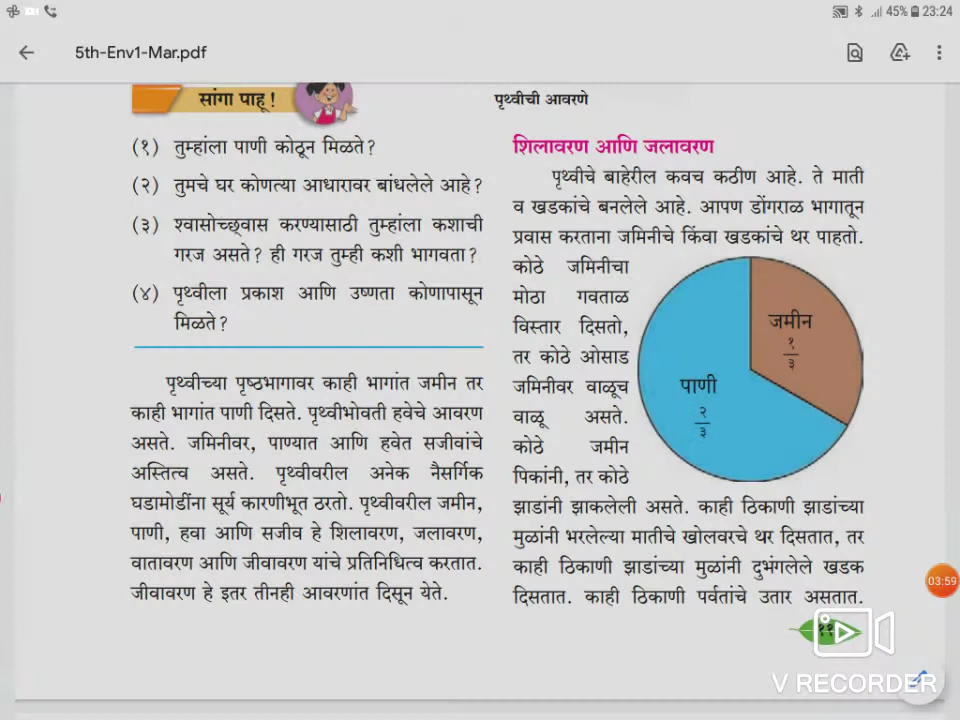 45% 23:24
5th-Env1-Mar.pdf
सांगा पाहू !
(१) तुम्हांला पाणी कोठून मिळते?
(२) तुमचे घर कोणत्या आधारावर बांधलेले आहे?
(३) श्वासोच्छ्वास करण्यासाठी तुम्हांला कशाची
गरज असते? ही गरज तुम्ही कशी भागवता?
(४) पृथ्वीला प्रकाश आणि उष्णता कोणापासून
मिळते?
पृथ्वीच्या पृष्ठभागावर काही भागांत जमीन तर
काही भागांत पाणी दिसते. पृथ्वीभोवती हवेचे आवरण
असते. जमिनीवर, पाण्यात आणि हवेत सजीवांचे
अस्तित्व असते. पृथ्वीवरील अनेक नैसर्गिक
घडामोडींना सूर्य कारणीभूत ठरतो. पृथ्वीवरील जमीन,
पाणी, हवा आणि सजीव हे शिलावरण, जलावरण,
वातावरण आणि जीवावरण यांचे प्रतिनिधित्व करतात.
जीवावरण हे इतर तीनही आवरणांत दिसून येते.
पृथ्वीची आवरणे
शिलावरण आणि जलावरण
पृथ्वीचे बाहेरील कवच कठीण आहे. ते माती
व खडकांचे बनलेले आहे. आपण डोंगराळ भागातून
प्रवास करताना जमिनीचे किंवा खडकांचे थर पाहतो.
कोठे जमिनीचा
मोठा गवताळ
विस्तार दिसतो,
तर कोठे ओसाड
जमिनीवर वाळूच
वाळू असते.
कोठे जमीन
पिकांनी, तर कोठे
झाडांनी झाकलेली असते. काही ठिकाणी झाडांच्या
मुळांनी भरलेल्या मातीचे खोलवरचे थर दिसतात, तर
काही ठिकाणी झाडांच्या मुळांनी दुभंगलेले खडक
दिसतात. काही ठिकाणी पर्वतांचे उतार असतात.
जमीन
१
३
पाणी
२
३
03:59
V RECORDER